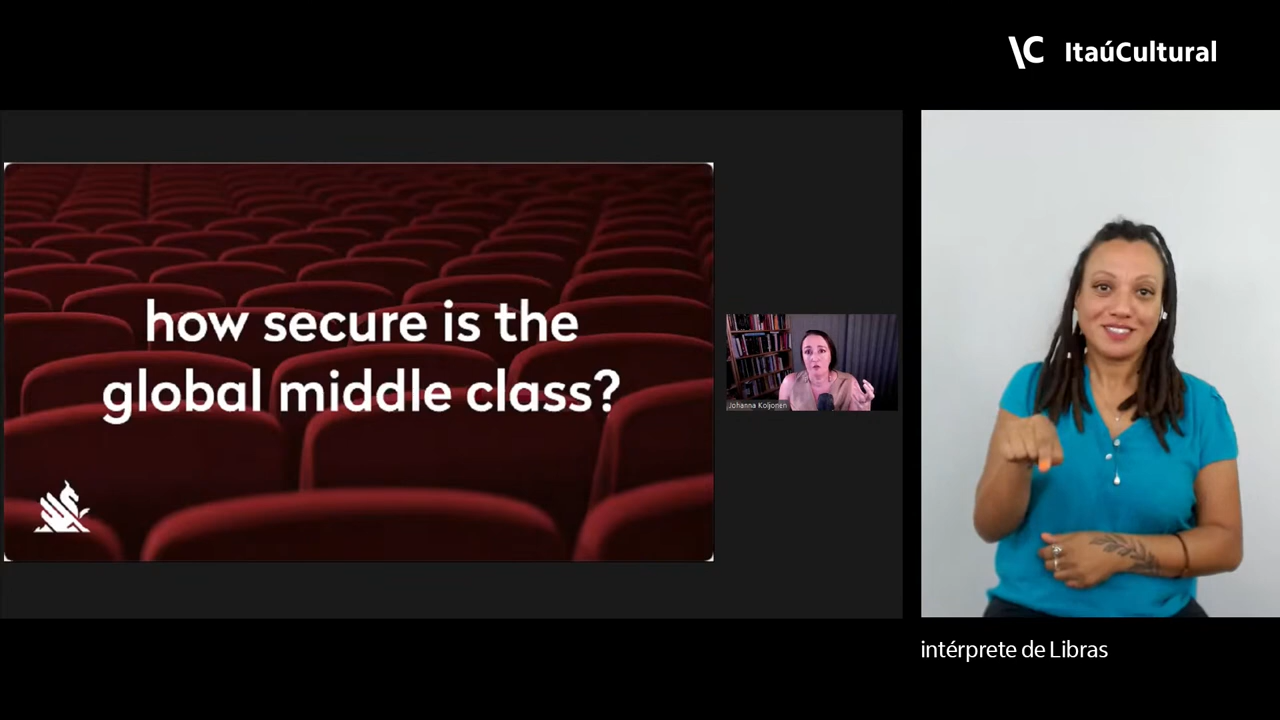 \C ItaúCultural
how secure is the
global middle class?
Johanna Koljonen
intérprete de Libras